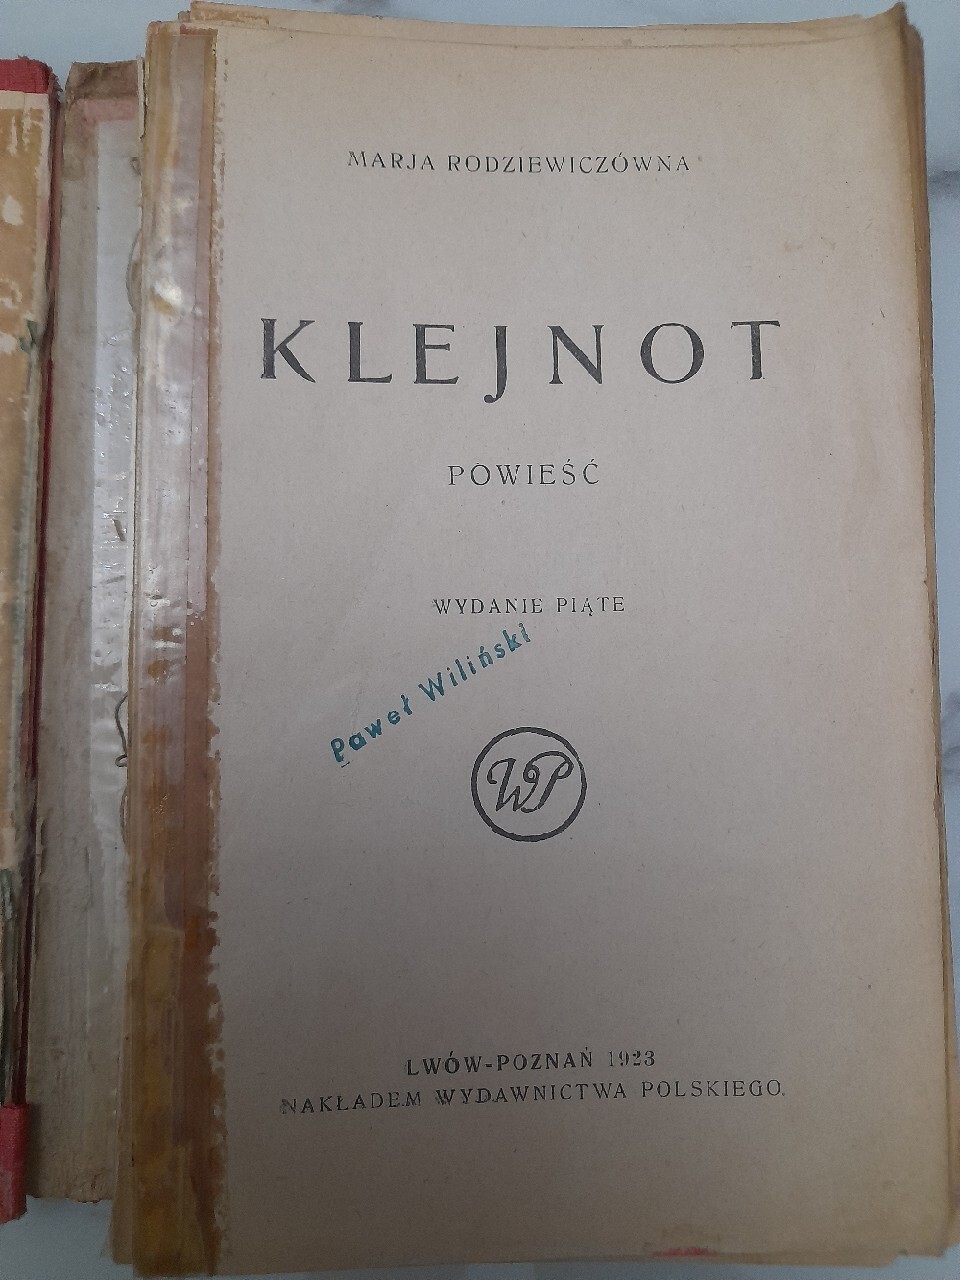 MARJA RODZIEWICZÓWNA
KLEJNOT
POWIEŚĆ
WYDANIE PIĄTE
Paweł Wiliński
WP
LWÓW-POZNAŃ 1923
NAKŁADEM WYDAWNICTWA POLSKIEGO.